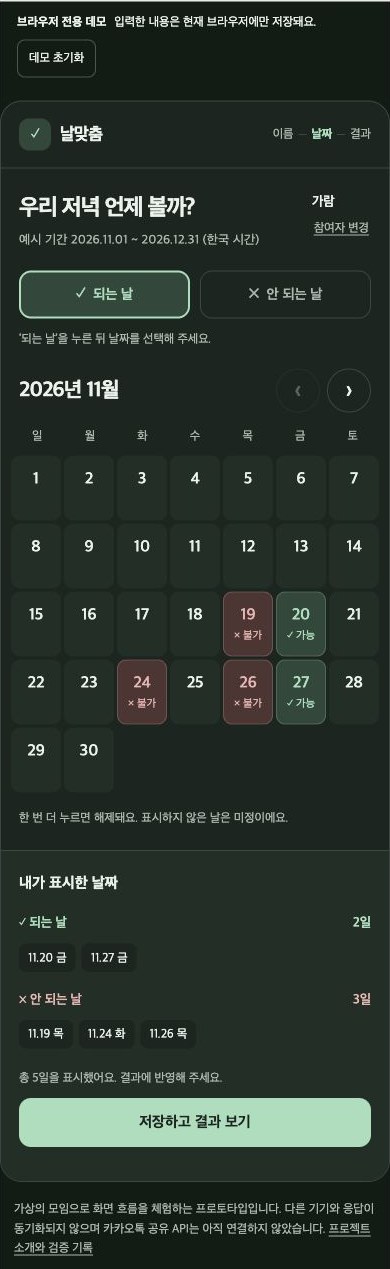 브라우저 전용 데모 입력한 내용은 현재 브라우저에만 저장돼요.
데모 초기화
✓ 날맞춤
이름 — 날짜 — 결과
우리 저녁 언제 볼까?
가람
예시 기간 2026.11.01 ~ 2026.12.31 (한국 시간)
참여자 변경
✓ 되는 날
✕ 안 되는 날
'되는 날'을 누른 뒤 날짜를 선택해 주세요.
2026년 11월
‹ ›
일 월 화 수 목 금 토
1 2 3 4 5 6 7
8 9 10 11 12 13 14
15 16 17 18 19 20 21
× 불가 ✓ 가능
22 23 24 25 26 27 28
× 불가 × 불가 ✓ 가능
29 30
한 번 더 누르면 해제돼요. 표시하지 않은 날은 미정이에요.
내가 표시한 날짜
✓ 되는 날 2일
11.20 금 11.27 금
× 안 되는 날 3일
11.19 목 11.24 화 11.26 목
총 5일을 표시했어요. 결과에 반영해 주세요.
저장하고 결과 보기
가상의 모임으로 화면 흐름을 체험하는 프로토타입입니다. 다른 기기와 응답이
동기화되지 않으며 카카오톡 공유 API는 아직 연결하지 않았습니다. 프로젝트
소개와 검증 기록